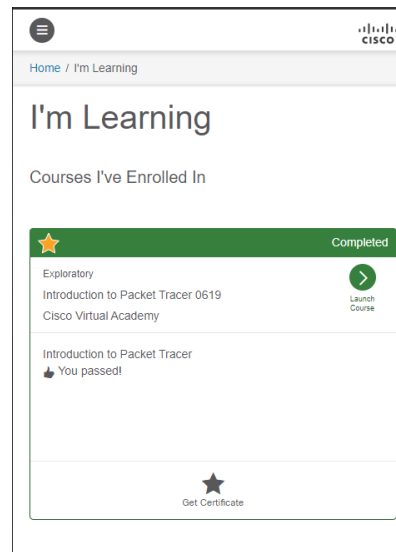 CISCO
Home / I'm Learning
I'm Learning
Courses I've Enrolled In
Completed
Exploratory
Introduction to Packet Tracer 0619
Cisco Virtual Academy
Launch
Course
Introduction to Packet Tracer
You passed!
Get Certificate